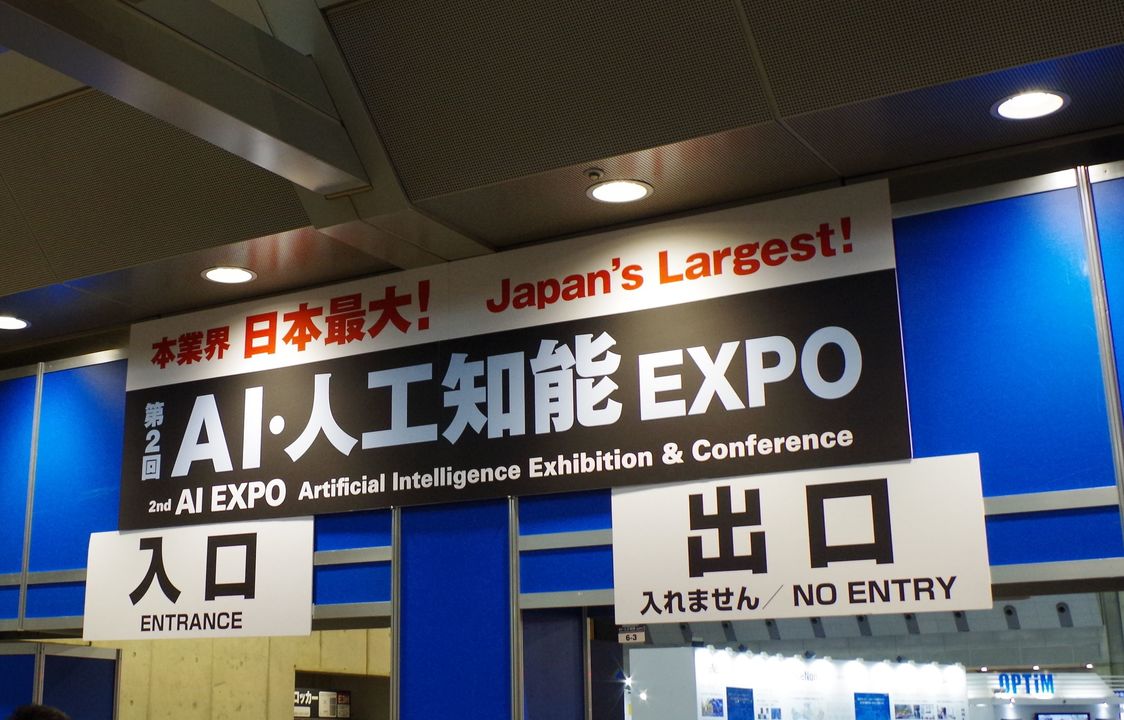 本業界 日本最大! Japan's Largest!
第2回 AI・人工知能 EXPO
2nd AI EXPO Artificial Intelligence Exhibition & Conference
入口
ENTRANCE
出口
入れません／NO ENTRY
6-3
OPTiM
ロッカー